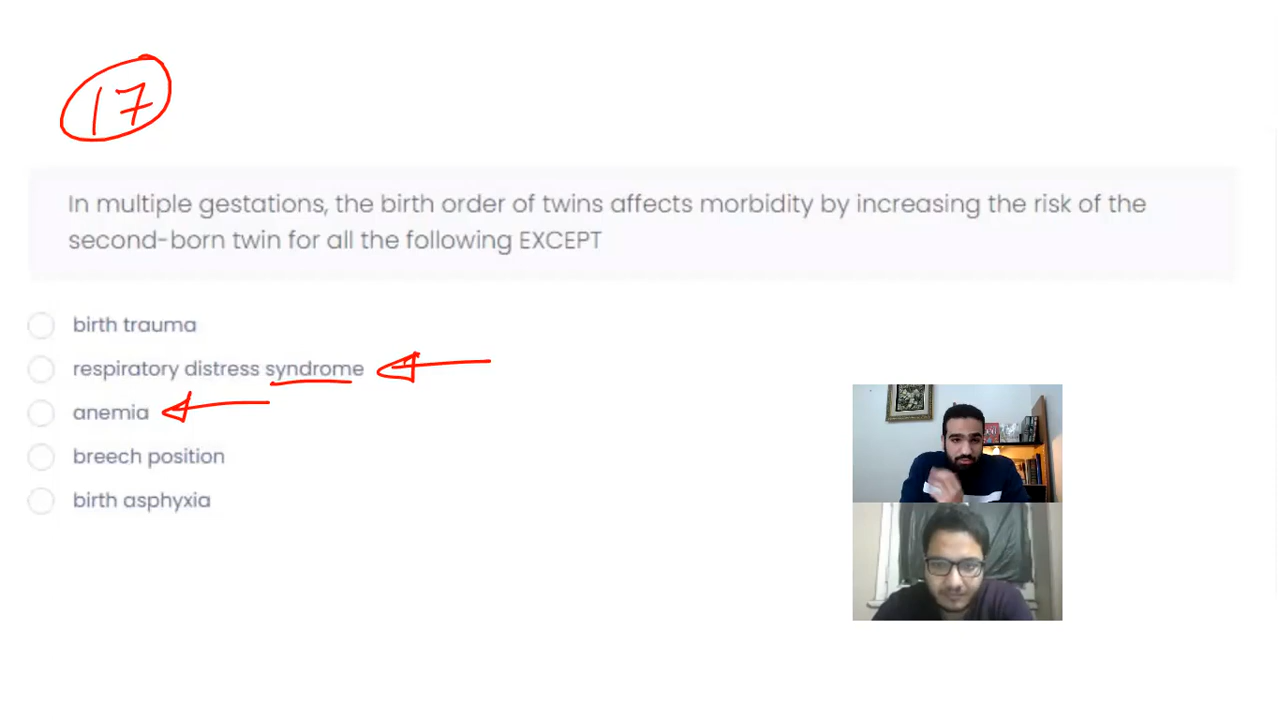 17
In multiple gestations, the birth order of twins affects morbidity by increasing the risk of the
second-born twin for all the following EXCEPT
birth trauma
respiratory distress syndrome
anemia
breech position
birth asphyxia